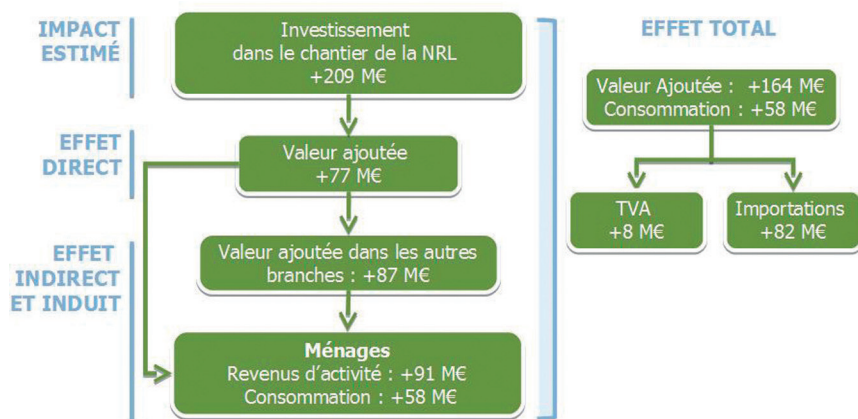 IMPACT
ESTIMÉ
Investissement
dans le chantier de la NRL
+209 M€
EFFET
DIRECT
Valeur ajoutée
+77 M€
EFFET
INDIRECT
ET INDUIT
Valeur ajoutée dans les autres
branches : +87 M€
Ménages
Revenus d'activité : +91 M€
Consommation : +58 M€
EFFET TOTAL
Valeur Ajoutée : +164 M€
Consommation : +58 M€
TVA
+8 M€
Importations
+82 M€